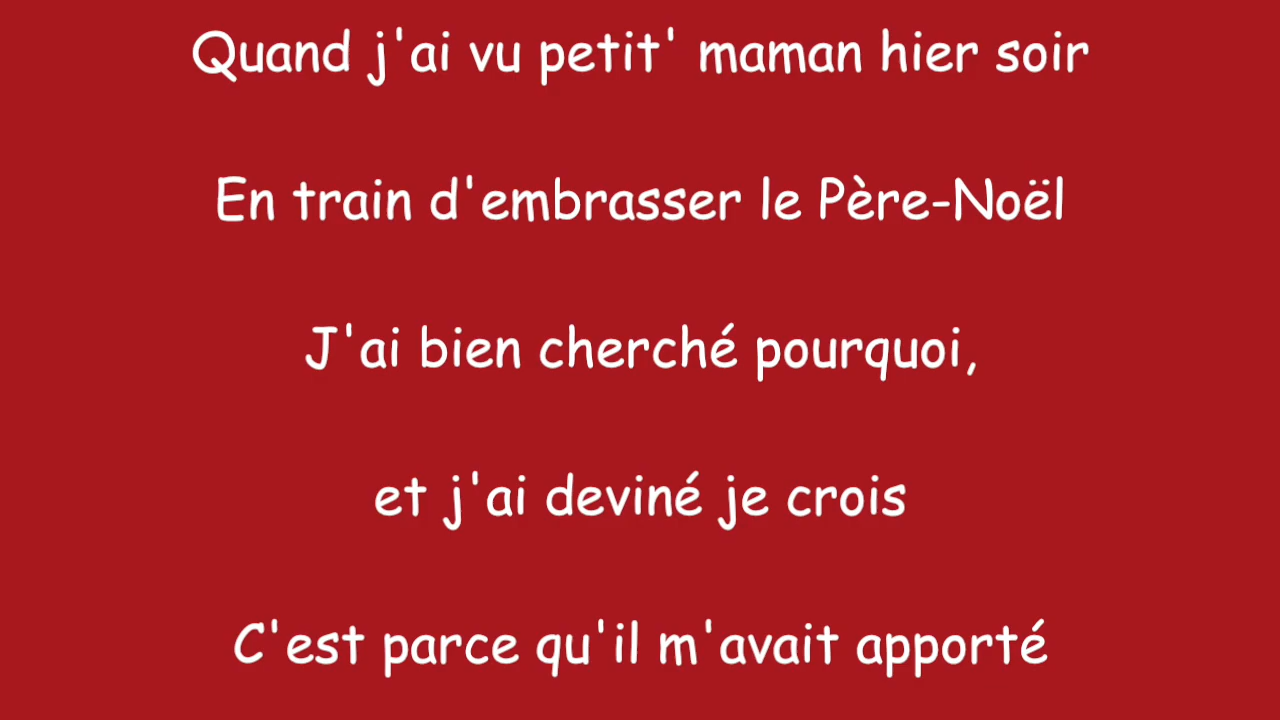 Quand j'ai vu petit' maman hier soir
En train d'embrasser le Père-Noël
J'ai bien cherché pourquoi,
et j'ai deviné je crois
C'est parce qu'il m'avait apporté